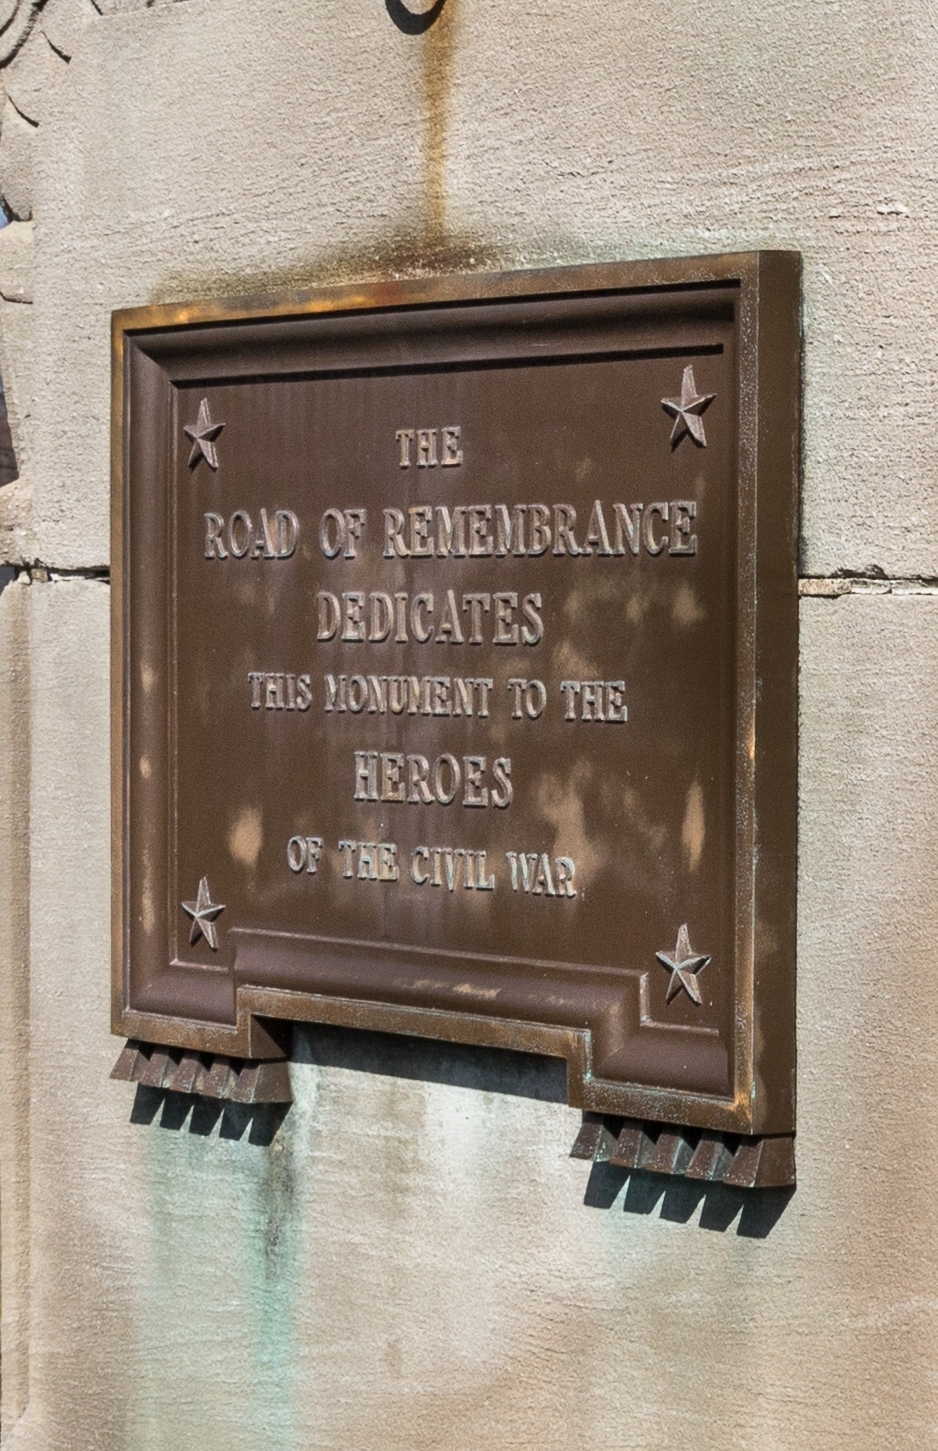 THE
ROAD OF REMEMBRANCE
DEDICATES
THIS MONUMENT TO THE
HEROES
OF THE CIVIL WAR